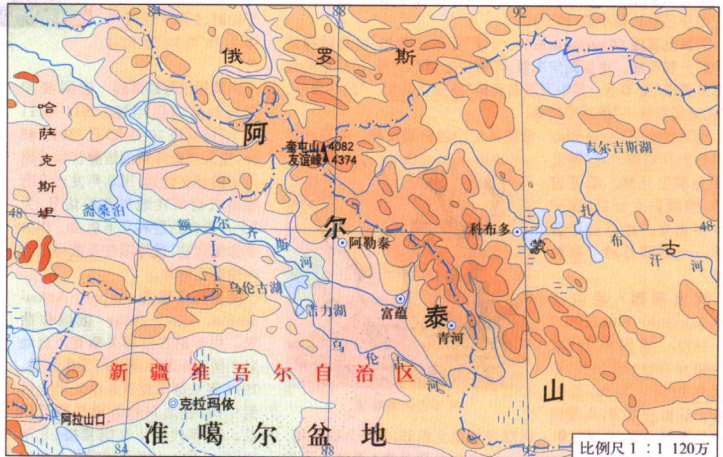 84
88
92
俄罗斯
哈萨克斯坦
阿尔泰山
奎屯山 4082
友谊峰 4374
吉尔吉斯湖
48
斋桑泊
额尔齐斯河
阿勒泰
科布多
蒙古
扎布汗河
48
乌伦古湖
吉力湖
富蕴
青河
乌伦古河
新疆维吾尔自治区
克拉玛依
阿拉山口
准噶尔盆地
84
88
92
比例尺 1 : 1 120万